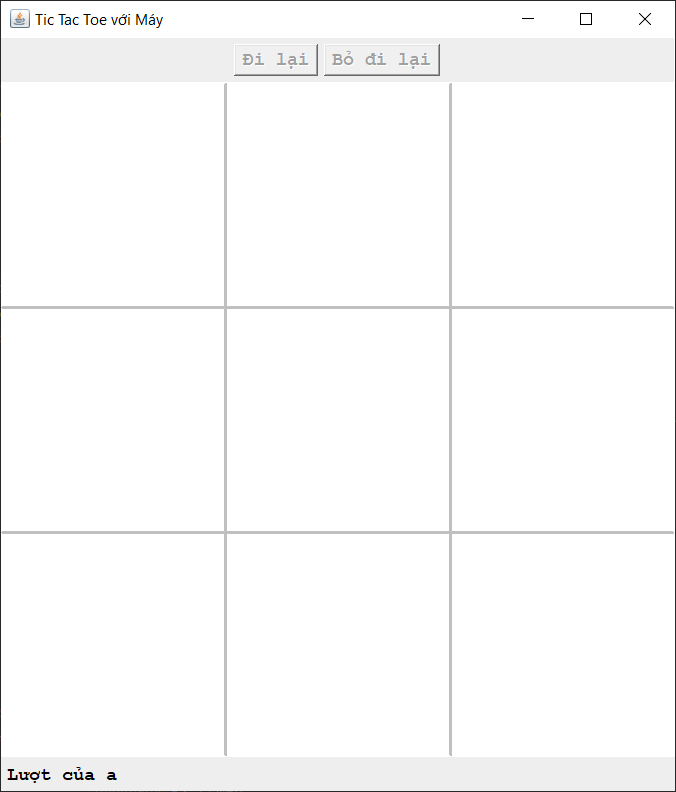 Tic Tac Toe với Máy
Đi lại Bỏ đi lại
Lượt của a